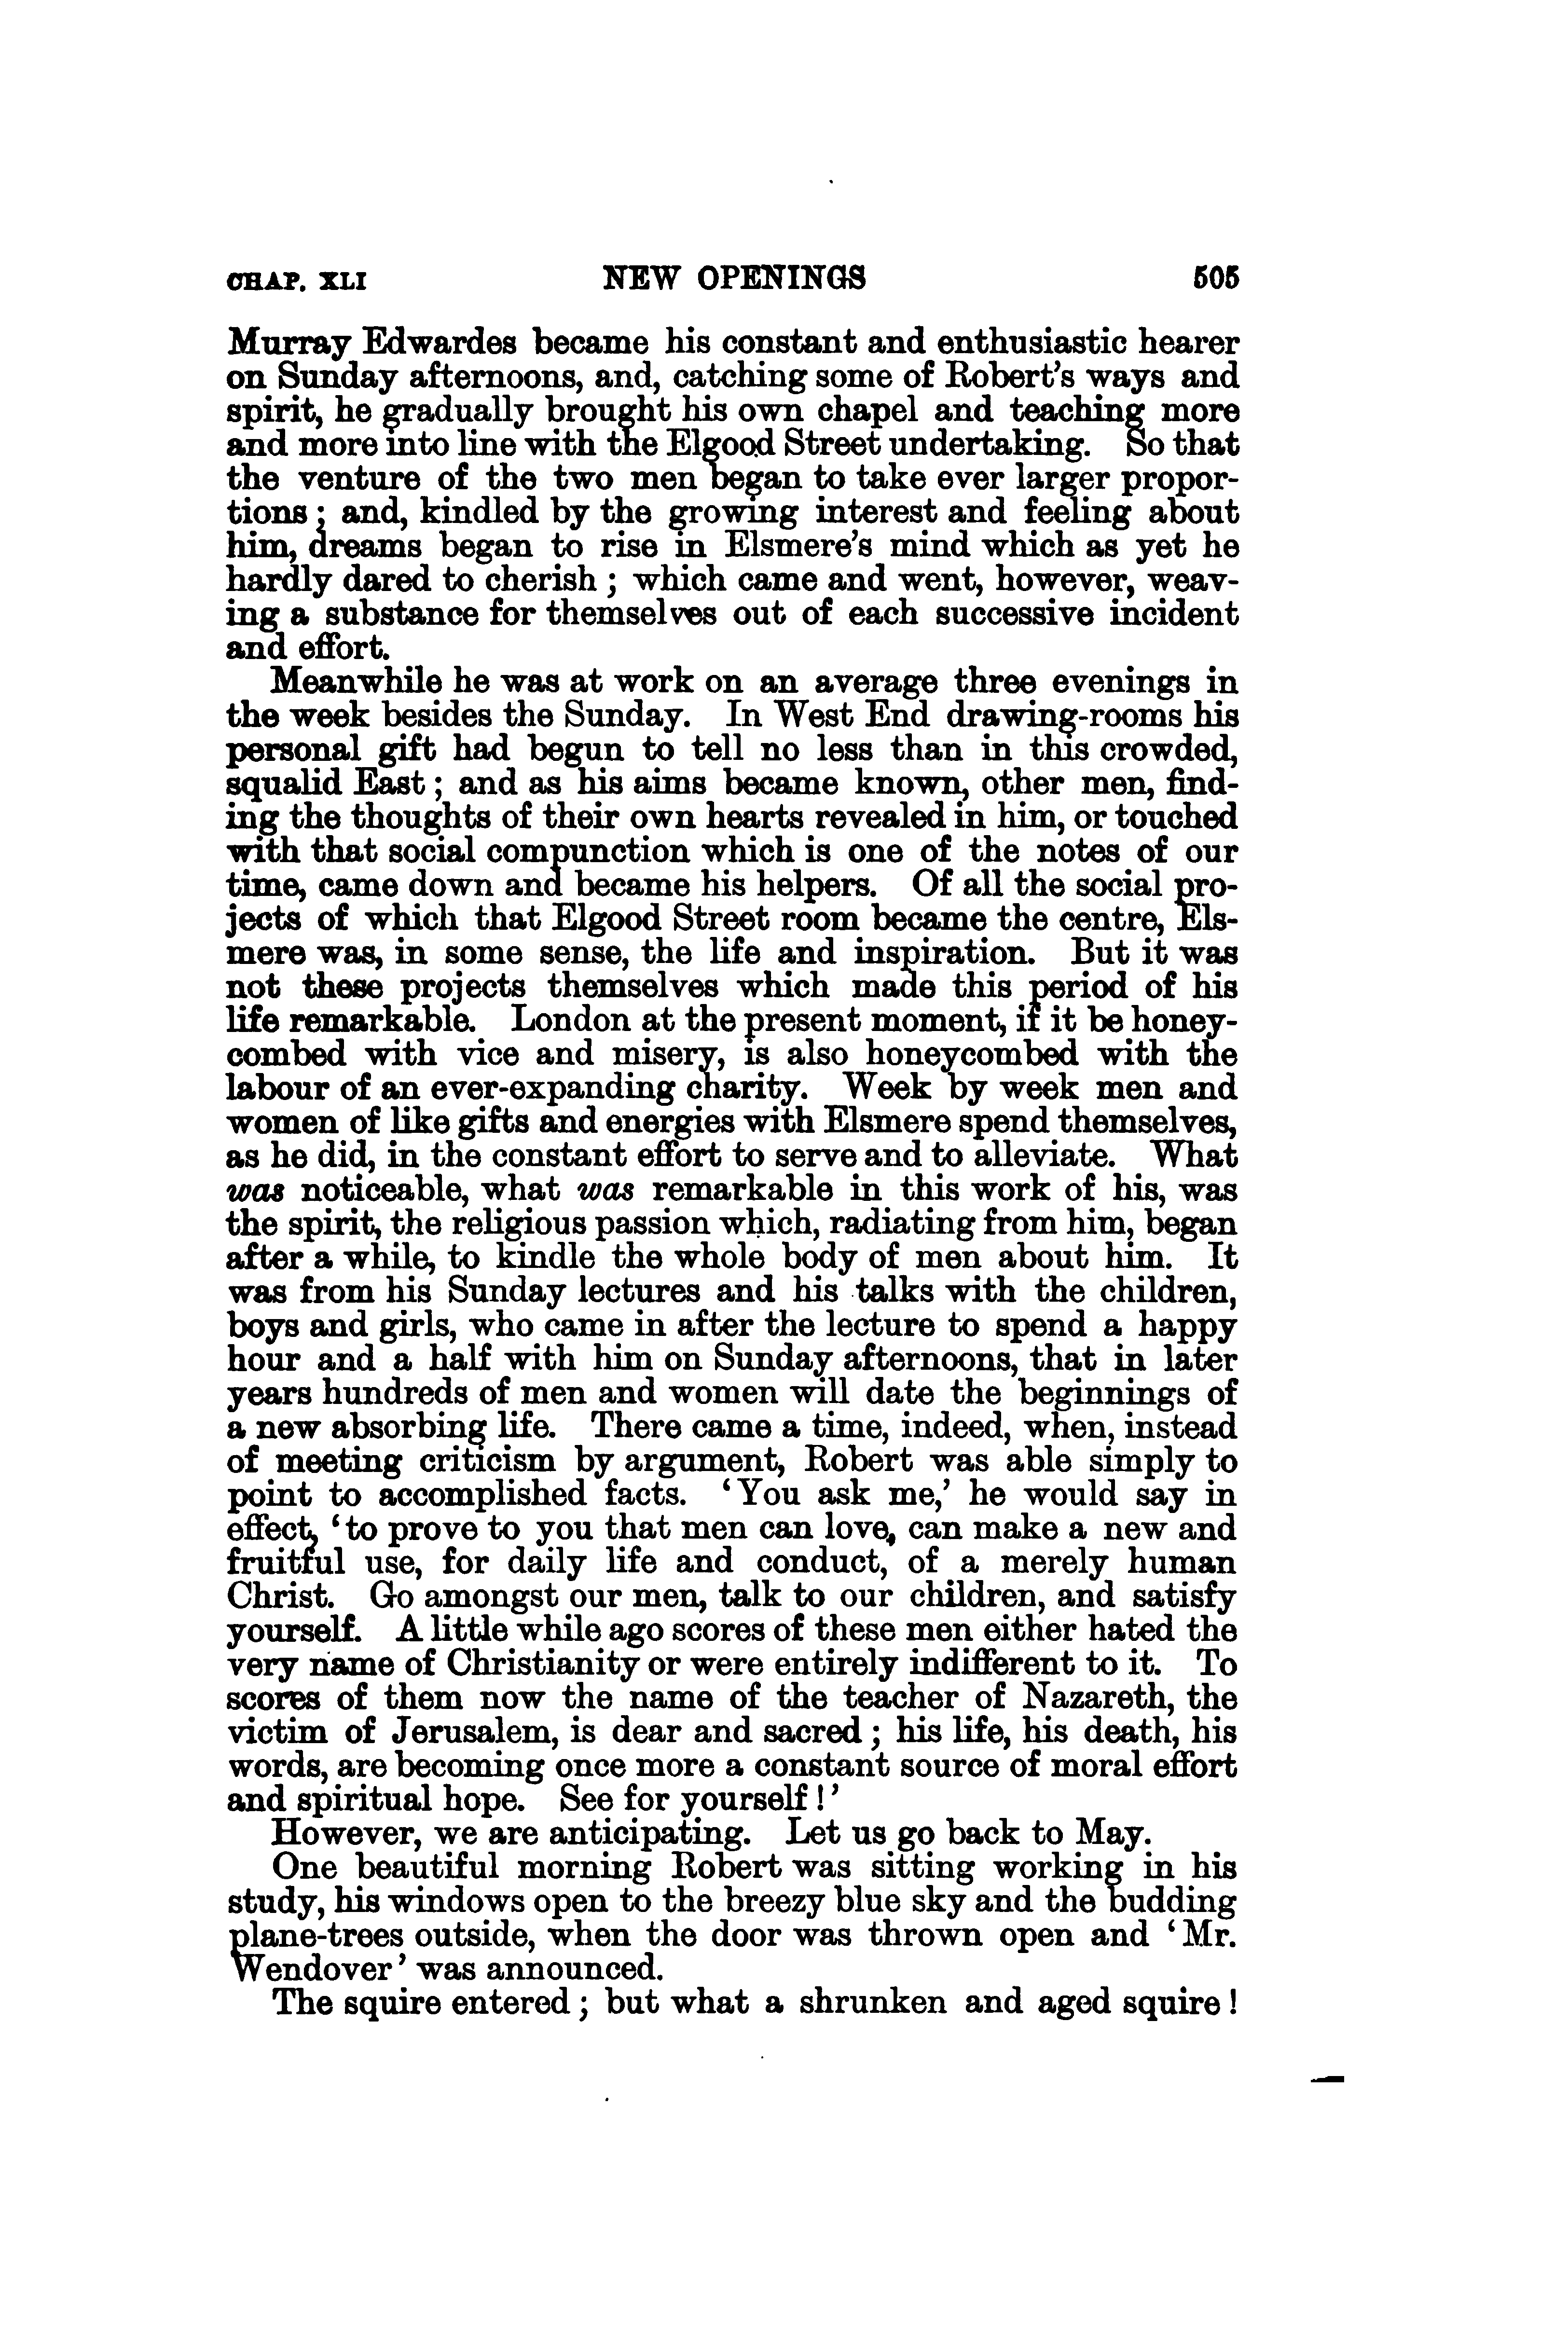 CHAP. XLI NEW OPENINGS 505
Murray Edwardes became his constant and enthusiastic hearer
on Sunday afternoons, and, catching some of Robert's ways and
spirit, he gradually brought his own chapel and teaching more
and more into line with the Elgood Street undertaking. So that
the venture of the two men began to take ever larger propor-
tions; and, kindled by the growing interest and feeling about
him, dreams began to rise in Elsmere's mind which as yet he
hardly dared to cherish; which came and went, however, weav-
ing a substance for themselves out of each successive incident
and effort.
Meanwhile he was at work on an average three evenings in
the week besides the Sunday. In West End drawing-rooms his
personal gift had begun to tell no less than in this crowded,
squalid East; and as his aims became known, other men, find-
ing the thoughts of their own hearts revealed in him, or touched
with that social compunction which is one of the notes of our
time, came down and became his helpers. Of all the social pro-
jects of which that Elgood Street room became the centre, Els-
mere was, in some sense, the life and inspiration. But it was
not these projects themselves which made this period of his
life remarkable. London at the present moment, if it be honey-
combed with vice and misery, is also honeycombed with the
labour of an ever-expanding charity. Week by week men and
women of like gifts and energies with Elsmere spend themselves,
as he did, in the constant effort to serve and to alleviate. What
was noticeable, what was remarkable in this work of his, was
the spirit, the religious passion which, radiating from him, began
after a while, to kindle the whole body of men about him. It
was from his Sunday lectures and his talks with the children,
boys and girls, who came in after the lecture to spend a happy
hour and a half with him on Sunday afternoons, that in later
years hundreds of men and women will date the beginnings of
a new absorbing life. There came a time, indeed, when, instead
of meeting criticism by argument, Robert was able simply to
point to accomplished facts. 'You ask me,' he would say in
effect, 'to prove to you that men can love, can make a new and
fruitful use, for daily life and conduct, of a merely human
Christ. Go amongst our men, talk to our children, and satisfy
yourself. A little while ago scores of these men either hated the
very name of Christianity or were entirely indifferent to it. To
scores of them now the name of the teacher of Nazareth, the
victim of Jerusalem, is dear and sacred; his life, his death, his
words, are becoming once more a constant source of moral effort
and spiritual hope. See for yourself!'
However, we are anticipating. Let us go back to May.
One beautiful morning Robert was sitting working in his
study, his windows open to the breezy blue sky and the budding
plane-trees outside, when the door was thrown open and 'Mr.
Wendover' was announced.
The squire entered; but what a shrunken and aged squire!